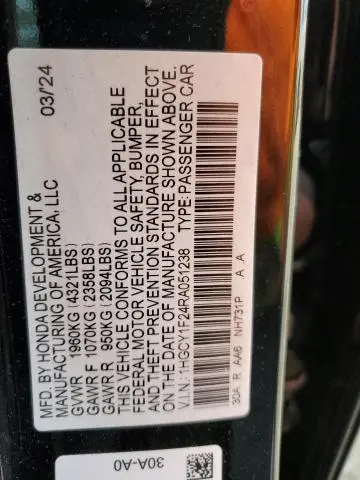 MFD. BY HONDA DEVELOPMENT & 03/'24
MANUFACTURING OF AMERICA, LLC
GVWR 1960KG (4321LBS)
GAWR F 1070KG (2358LBS)
GAWR R 950KG (2094LBS)
THIS VEHICLE CONFORMS TO ALL APPLICABLE
FEDERAL MOTOR VEHICLE SAFETY, BUMPER,
AND THEFT PREVENTION STANDARDS IN EFFECT
ON THE DATE OF MANUFACTURE SHOWN ABOVE.
V.I.N.: 1HGCY1F24RA051238 TYPE:PASSENGER CAR
30A R AA6 NH731P A A
30A-A0